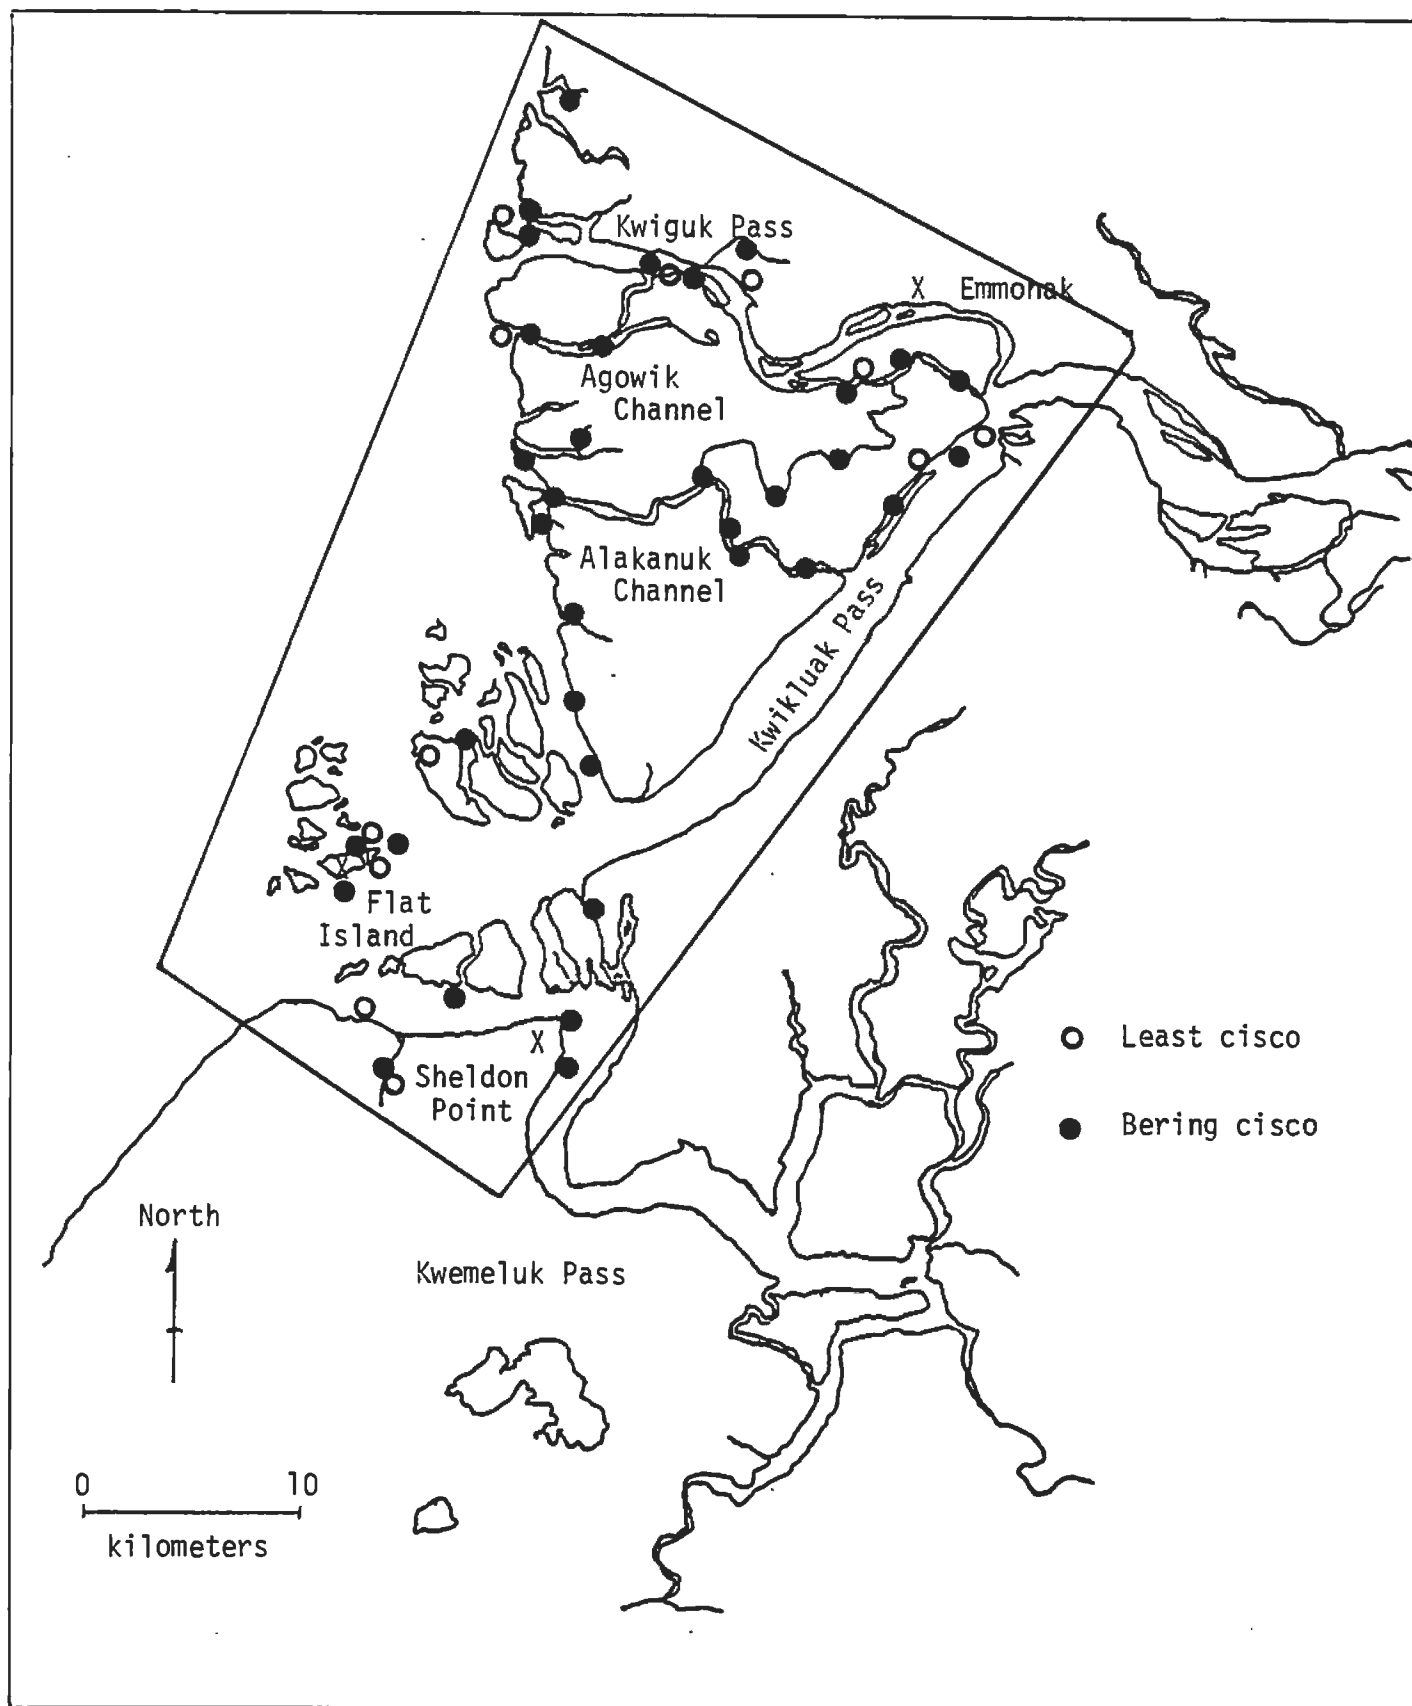 Kwiguk Pass
X Emmonak
Agowik
Channel
Alakanuk
Channel
Kwikluak Pass
Flat
Island
X
Sheldon
Point
Least cisco
Bering cisco
North
Kwemeluk Pass
0 10
kilometers